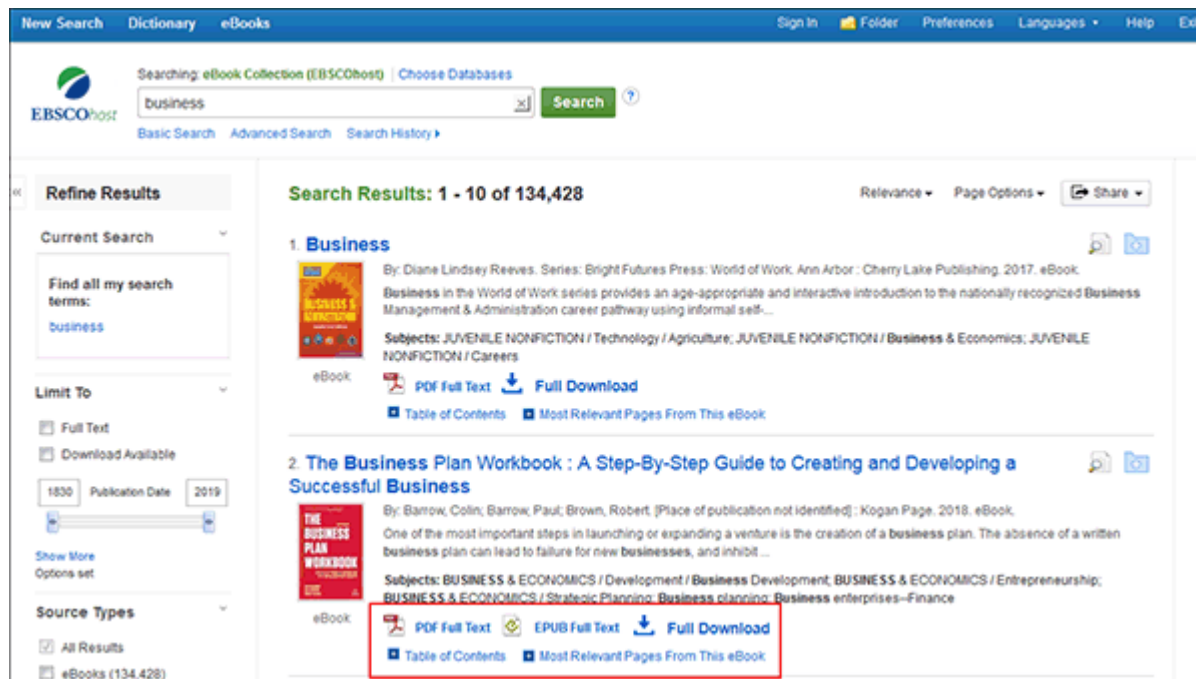 New Search Dictionary eBooks Sign In Folder Preferences Languages Help
Searching: eBook Collection (EBSCOhost) Choose Databases
business Search ?
EBSCOhost
Basic Search Advanced Search Search History
Refine Results
Current Search
Find all my search
terms:
business
Limit To
Full Text
Download Available
1830 Publication Date 2019
Show More
Options set
Source Types
All Results
eBooks (134,428)
Search Results: 1 - 10 of 134,428 Relevance Page Options Share
1. Business
By: Diane Lindsey Reeves. Series: Bright Futures Press: World of Work. Ann Arbor : Cherry Lake Publishing. 2017. eBook.
Business in the World of Work series provides an age-appropriate and interactive introduction to the nationally recognized Business
Management & Administration career pathway using informal self-...
Subjects: JUVENILE NONFICTION / Technology / Agriculture; JUVENILE NONFICTION / Business & Economics; JUVENILE
NONFICTION / Careers
BUSINESS &
ADMINISTRATION
eBook
PDF Full Text Full Download
Table of Contents Most Relevant Pages From This eBook
2. The Business Plan Workbook : A Step-By-Step Guide to Creating and Developing a
Successful Business
By: Barrow, Colin; Barrow, Paul; Brown, Robert. [Place of publication not identified] : Kogan Page. 2018. eBook.
One of the most important steps in launching or expanding a venture is the creation of a business plan. The absence of a written
business plan can lead to failure for new businesses, and inhibit ...
Subjects: BUSINESS & ECONOMICS / Development / Business Development; BUSINESS & ECONOMICS / Entrepreneurship;
BUSINESS & ECONOMICS / Strategic Planning; Business planning; Business enterprises--Finance
THE
BUSINESS
PLAN
WORKBOOK
eBook
PDF Full Text EPUB Full Text Full Download
Table of Contents Most Relevant Pages From This eBook